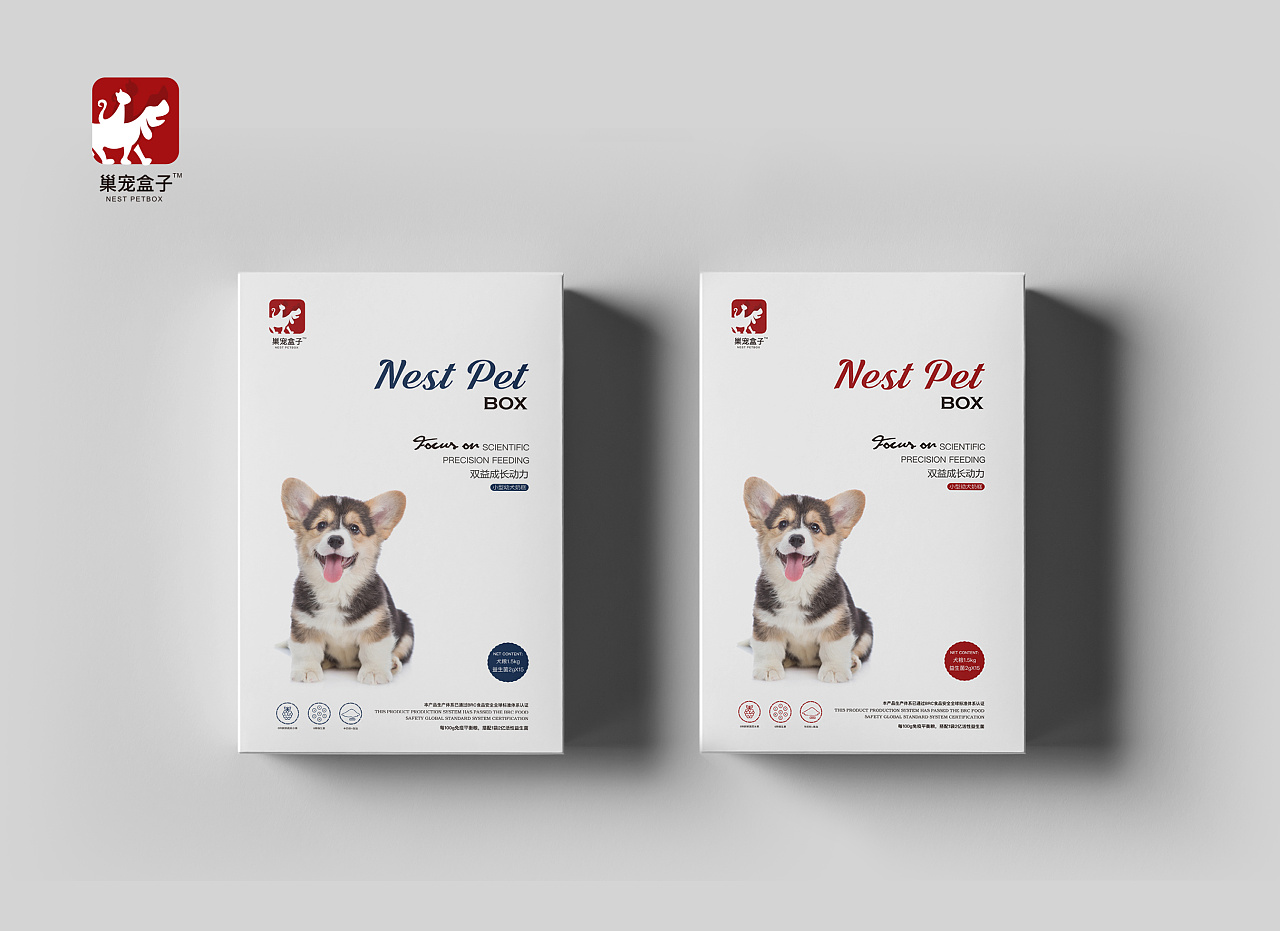 巢宠盒子™
NEST PETBOX
巢宠盒子™
NEST PETBOX
Nest Pet
BOX
Focus on SCIENTIFIC
PRECISION FEEDING
双益成长动力
小型幼犬奶糕
NET CONTENT:
犬粮1.5kg
益生菌2gX15
本产品生产体系已通过BRC食品安全全球标准体系认证
THIS PRODUCT PRODUCTION SYSTEM HAS PASSED THE BRC FOOD
SAFETY GLOBAL STANDARD SYSTEM CERTIFICATION
每100g免疫平衡粮，搭配1袋2亿活性益生菌
巢宠盒子™
NEST PETBOX
Nest Pet
BOX
Focus on SCIENTIFIC
PRECISION FEEDING
双益成长动力
小型幼犬奶糕
NET CONTENT:
犬粮1.5kg
益生菌2gX15
本产品生产体系已通过BRC食品安全全球标准体系认证
THIS PRODUCT PRODUCTION SYSTEM HAS PASSED THE BRC FOOD
SAFETY GLOBAL STANDARD SYSTEM CERTIFICATION
每100g免疫平衡粮，搭配1袋2亿活性益生菌